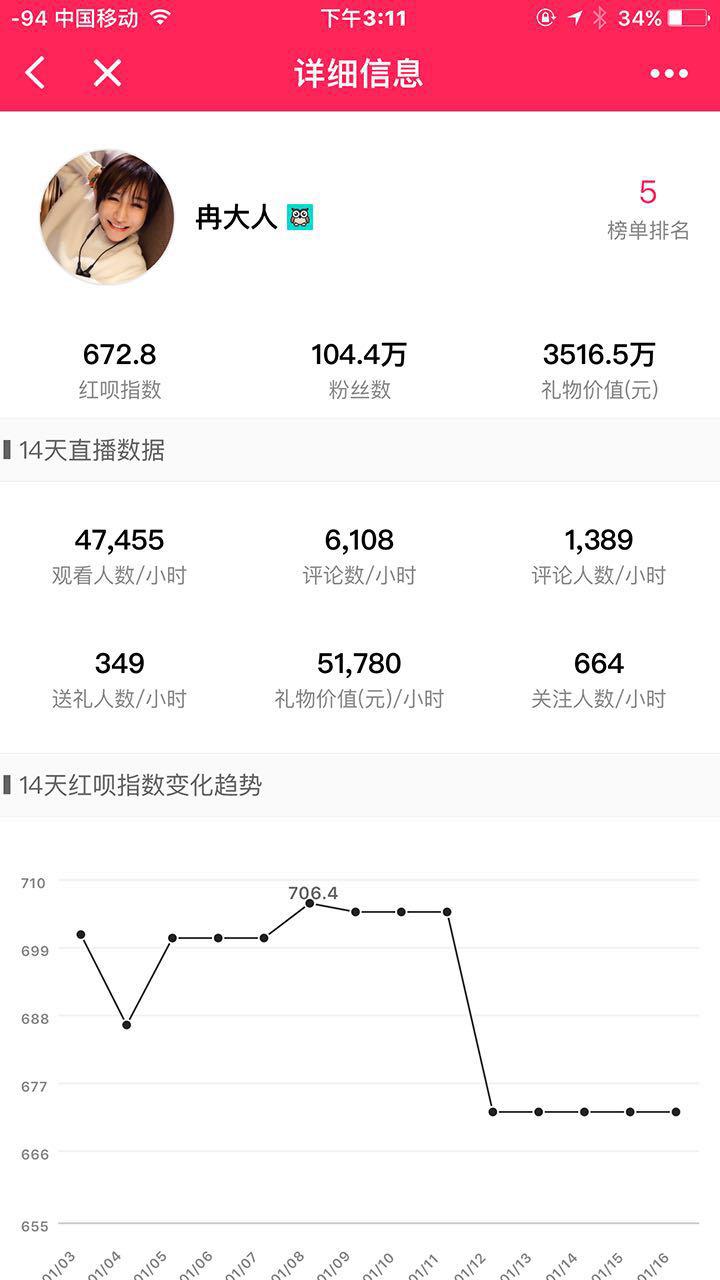 -94 中国移动 下午3:11 34%
详细信息
冉大人
5
榜单排名
672.8 104.4万 3516.5万
红呗指数 粉丝数 礼物价值(元)
14天直播数据
47,455 6,108 1,389
观看人数/小时 评论数/小时 评论人数/小时
349 51,780 664
送礼人数/小时 礼物价值(元)/小时 关注人数/小时
14天红呗指数变化趋势
710
706.4
699
688
677
666
655
01/03 01/04 01/05 01/06 01/07 01/08 01/09 01/10 01/11 01/12 01/13 01/14 01/15 01/16